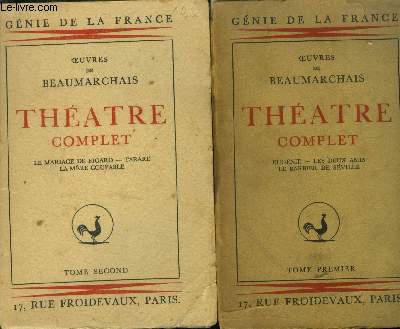 GÉNIE DE LA FRANCE
ŒUVRES
DE
BEAUMARCHAIS
THÉATRE
COMPLET
LE MARIAGE DE FIGARO — TARARE
LA MÈRE COUPABLE
TOME SECOND
17, RUE FROIDEVAUX, PARIS.
GÉNIE DE LA FRANCE
ŒUVRES
DE
BEAUMARCHAIS
THÉATRE
COMPLET
EUGÉNIE — LES DEUX AMIS
LE BARBIER DE SÉVILLE
TOME PREMIER
17, RUE FROIDEVAUX, PARIS.